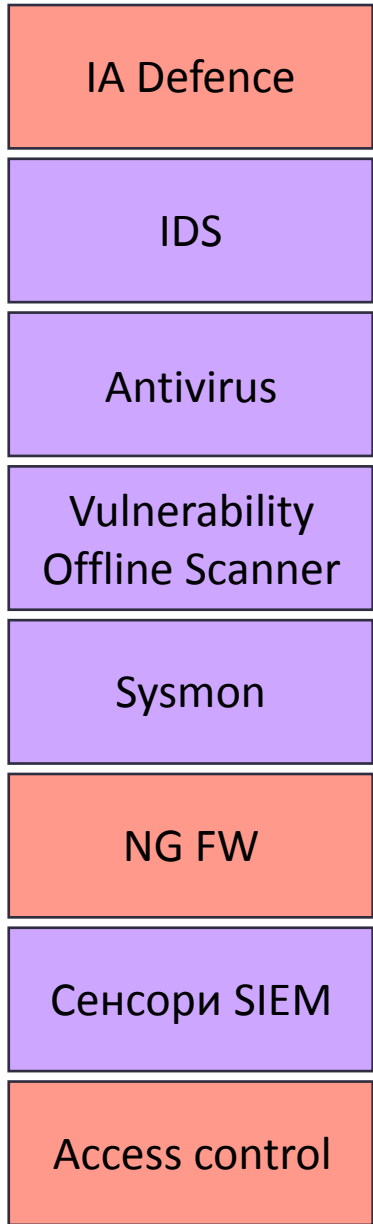 IA Defence
IDS
Antivirus
Vulnerability
Offline Scanner
Sysmon
NG FW
Сенсори SIEM
Access control